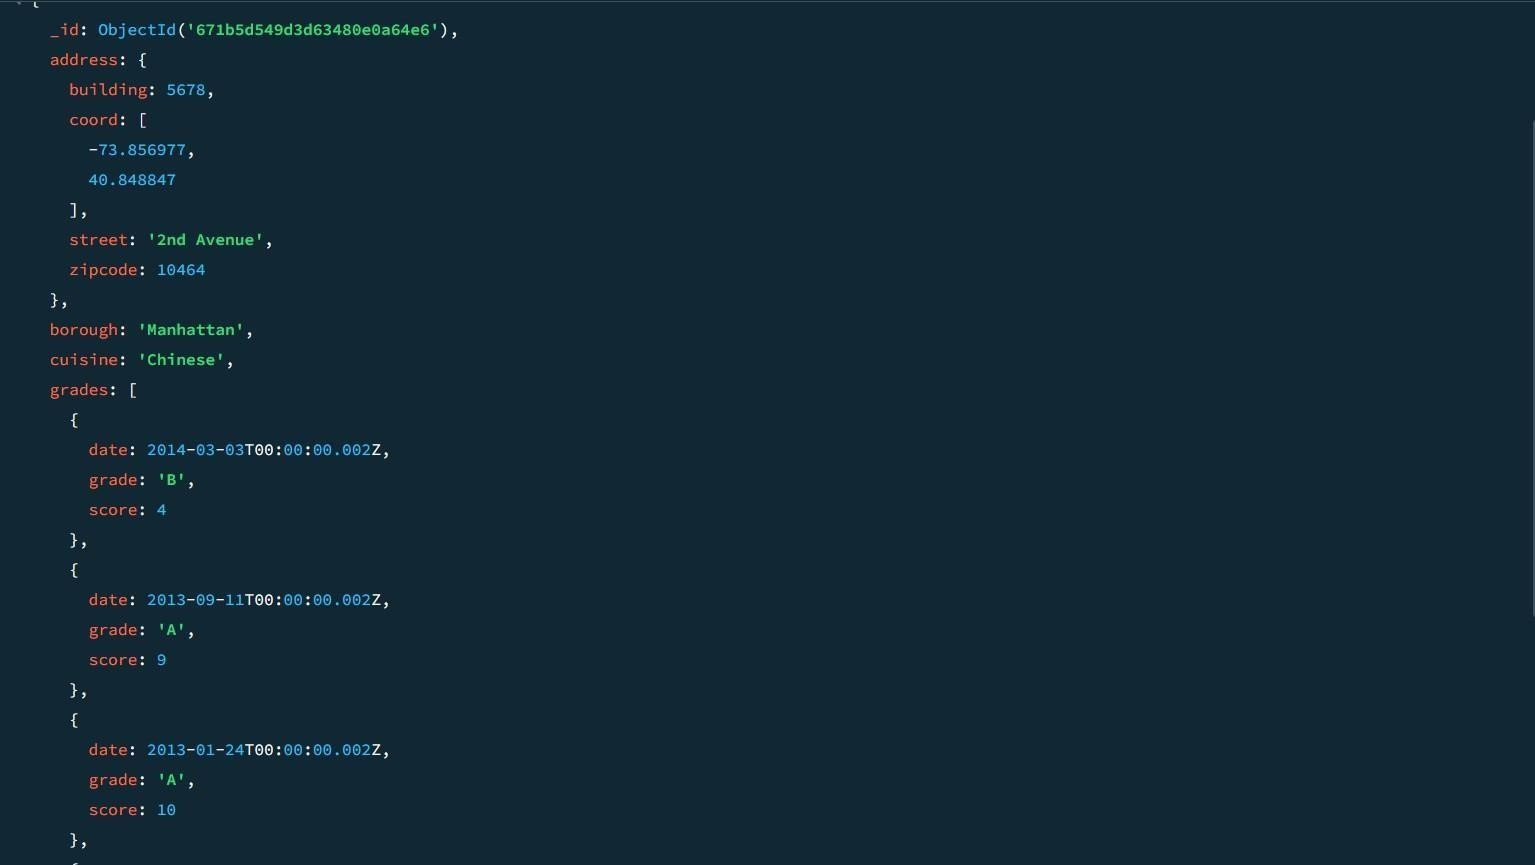 {
_id: ObjectId('671b5d549d3d63480e0a64e6'),
address: {
building: 5678,
coord: [
-73.856977,
40.848847
],
street: '2nd Avenue',
zipcode: 10464
},
borough: 'Manhattan',
cuisine: 'Chinese',
grades: [
{
date: 2014-03-03T00:00:00.002Z,
grade: 'B',
score: 4
},
{
date: 2013-09-11T00:00:00.002Z,
grade: 'A',
score: 9
},
{
date: 2013-01-24T00:00:00.002Z,
grade: 'A',
score: 10
},
{